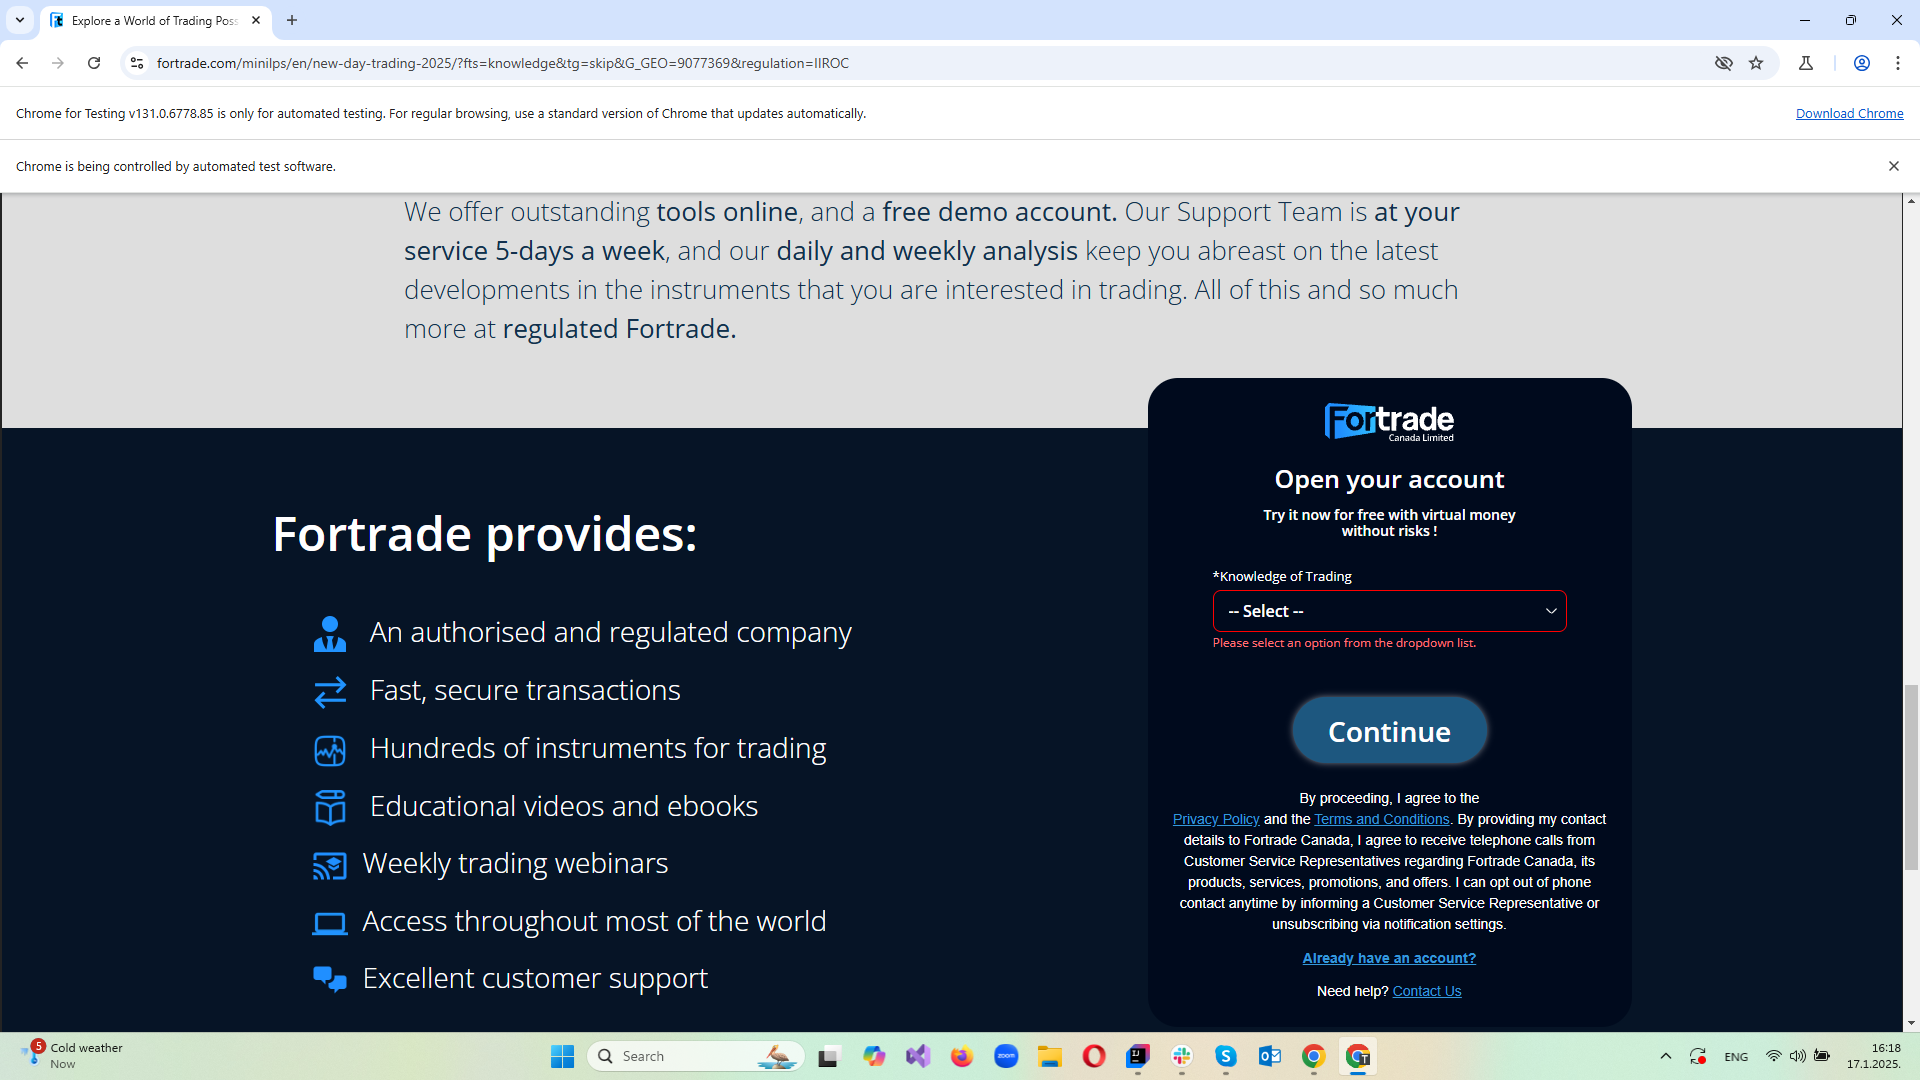 Explore a World of Trading Poss
fortrade.com/minilps/en/new-day-trading-2025/?fts=knowledge&tg=skip&G_GEO=9077369&regulation=IIROC
Chrome for Testing v131.0.6778.85 is only for automated testing. For regular browsing, use a standard version of Chrome that updates automatically.
Download Chrome
Chrome is being controlled by automated test software.
We offer outstanding tools online, and a free demo account. Our Support Team is at your
service 5-days a week, and our daily and weekly analysis keep you abreast on the latest
developments in the instruments that you are interested in trading. All of this and so much
more at regulated Fortrade.
Fortrade provides:
An authorised and regulated company
Fast, secure transactions
Hundreds of instruments for trading
Educational videos and ebooks
Weekly trading webinars
Access throughout most of the world
Excellent customer support
Fortrade
Canada Limited
Open your account
Try it now for free with virtual money
without risks !
*Knowledge of Trading
-- Select --
Please select an option from the dropdown list.
Continue
By proceeding, I agree to the
Privacy Policy and the Terms and Conditions. By providing my contact
details to Fortrade Canada, I agree to receive telephone calls from
Customer Service Representatives regarding Fortrade Canada, its
products, services, promotions, and offers. I can opt out of phone
contact anytime by informing a Customer Service Representative or
unsubscribing via notification settings.
Already have an account?
Need help? Contact Us
5
Cold weather
Now
Search
zoom
ENG
16:18
17.1.2025.